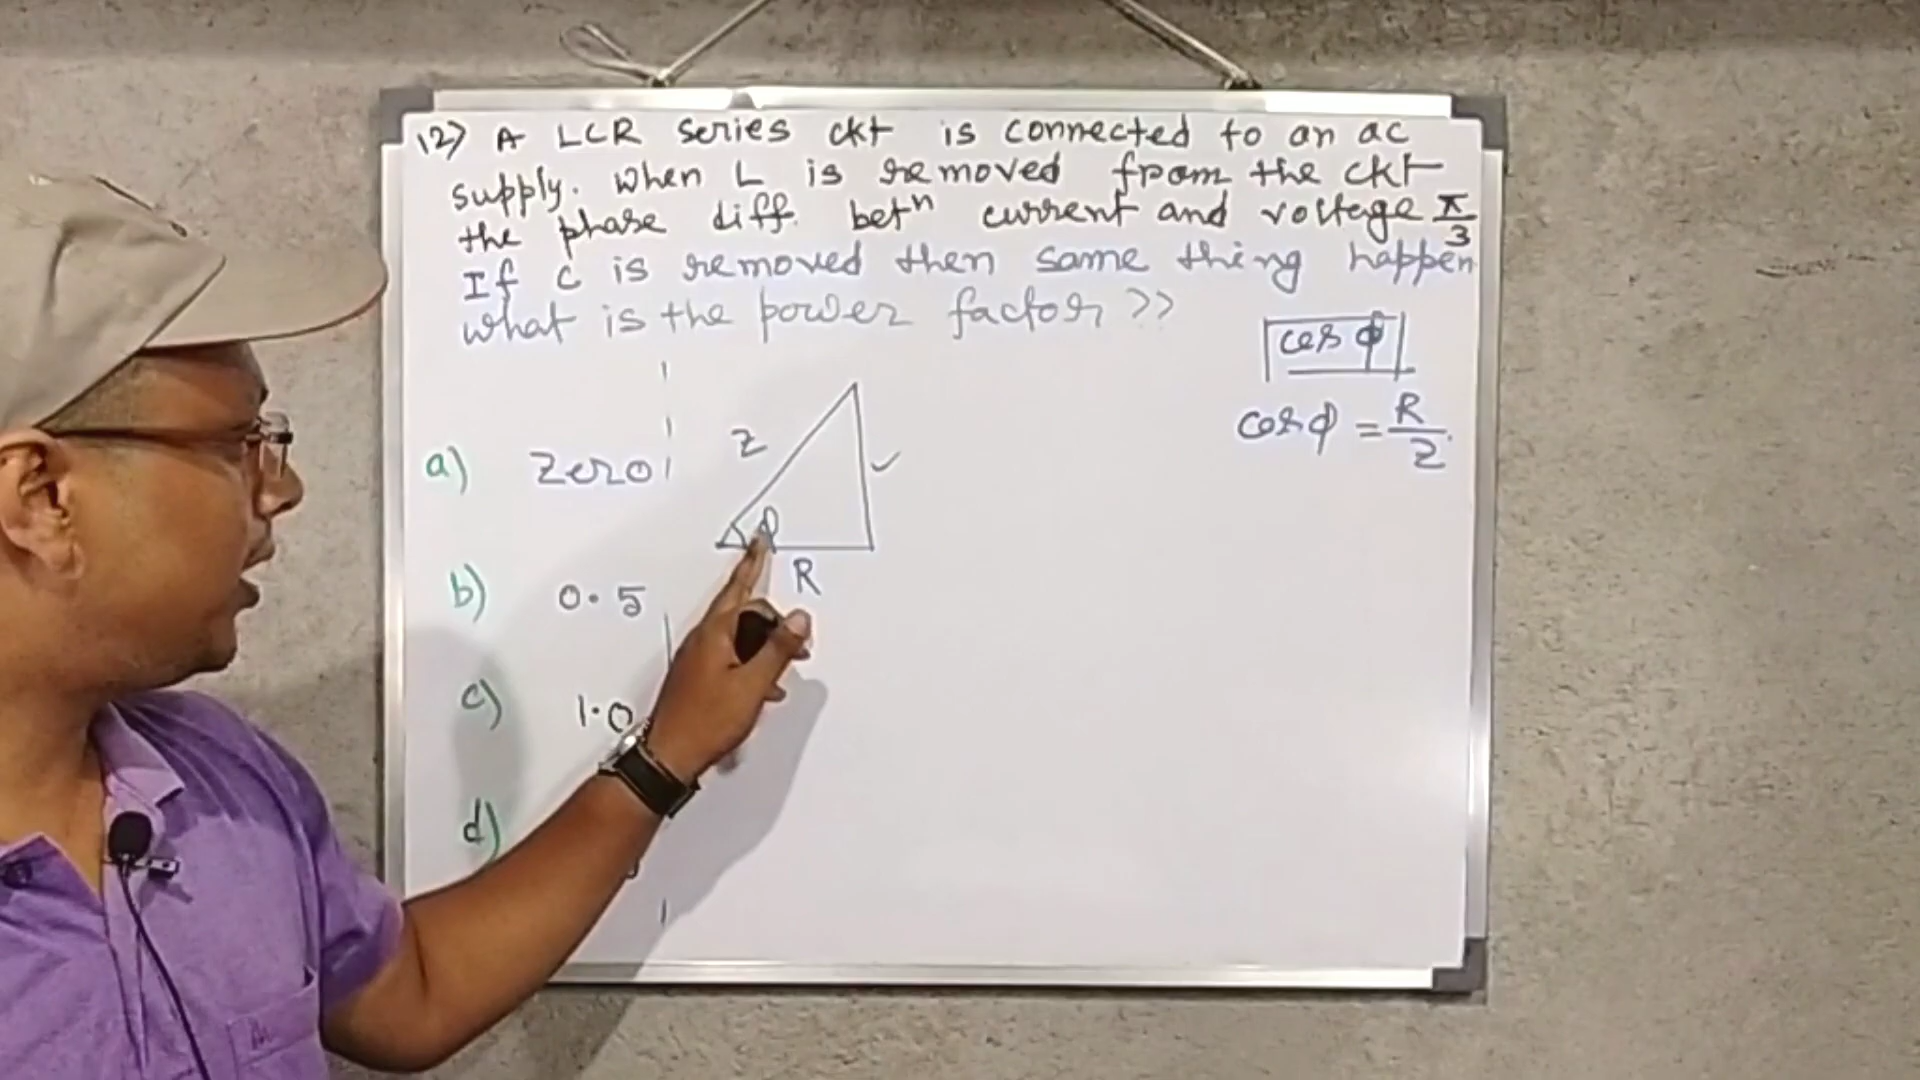 12) A LCR series ckt is connected to an ac
supply. When L is removed from the ckt
the phase diff. betⁿ current and voltage π/3
If C is removed then same thing happen
what is the power factor ??
cos φ
cos φ = R/Z
a) Zero
Z
φ
R
b) 0.5
c) 1.0
d)